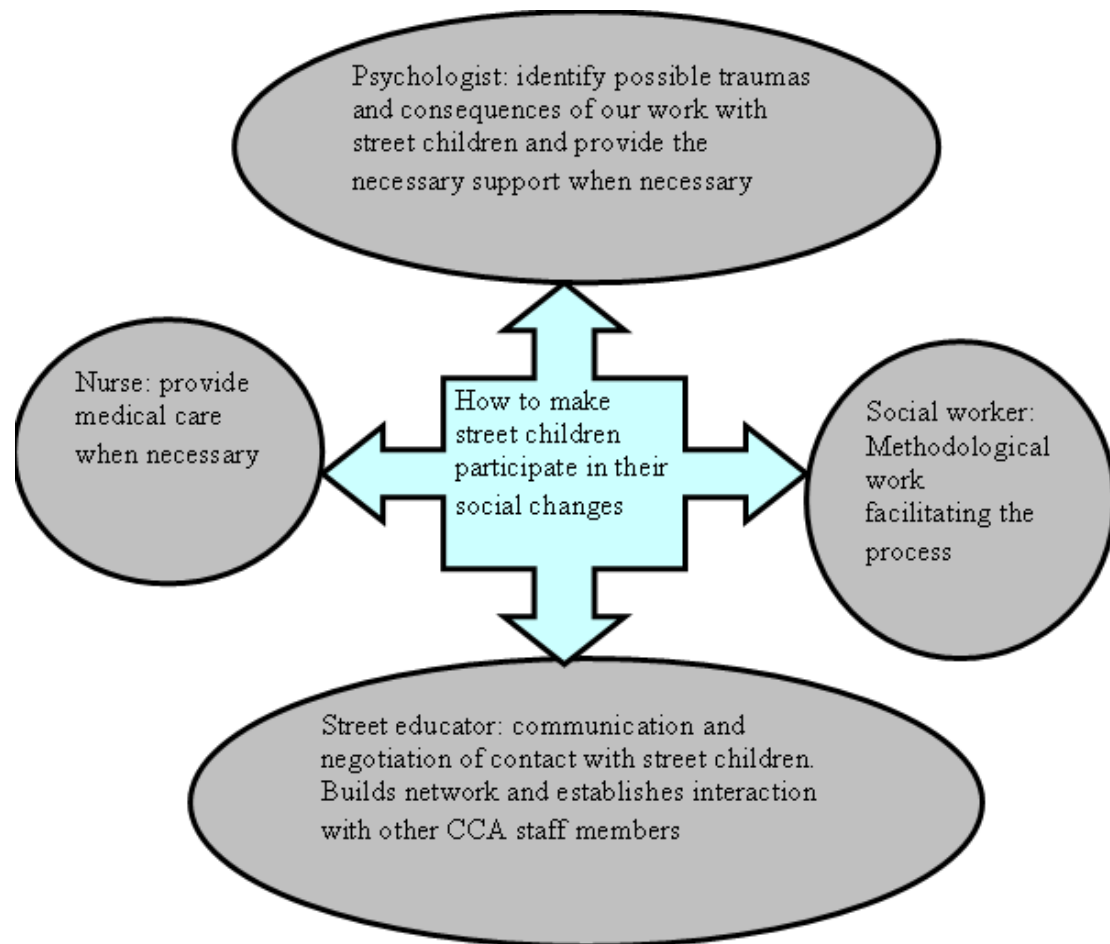 Psychologist: identify possible traumas
and consequences of our work with
street children and provide the
necessary support when necessary
Nurse: provide
medical care
when necessary
How to make
street children
participate in their
social changes
Social worker:
Methodological
work
facilitating the
process
Street educator: communication and
negotiation of contact with street children.
Builds network and establishes interaction
with other CCA staff members